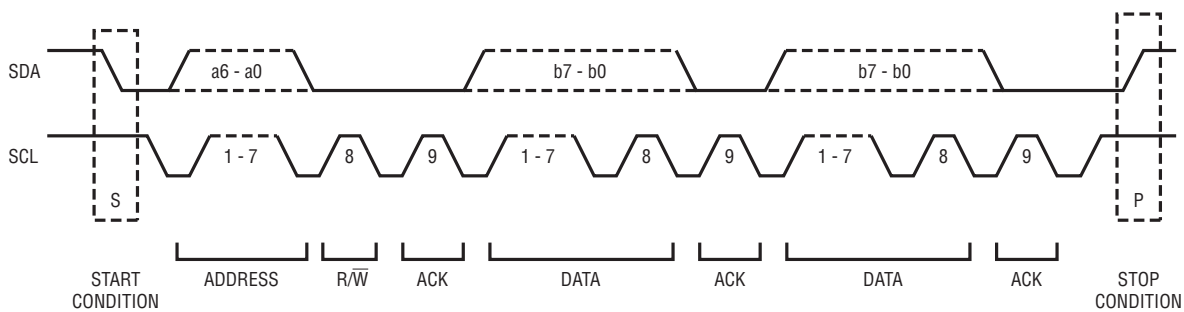 SDA
a6 - a0
b7 - b0
b7 - b0
SCL
1 - 7
8
9
1 - 7
8
9
1 - 7
8
9
S
P
START
CONDITION
ADDRESS
R/W̅
ACK
DATA
ACK
DATA
ACK
STOP
CONDITION